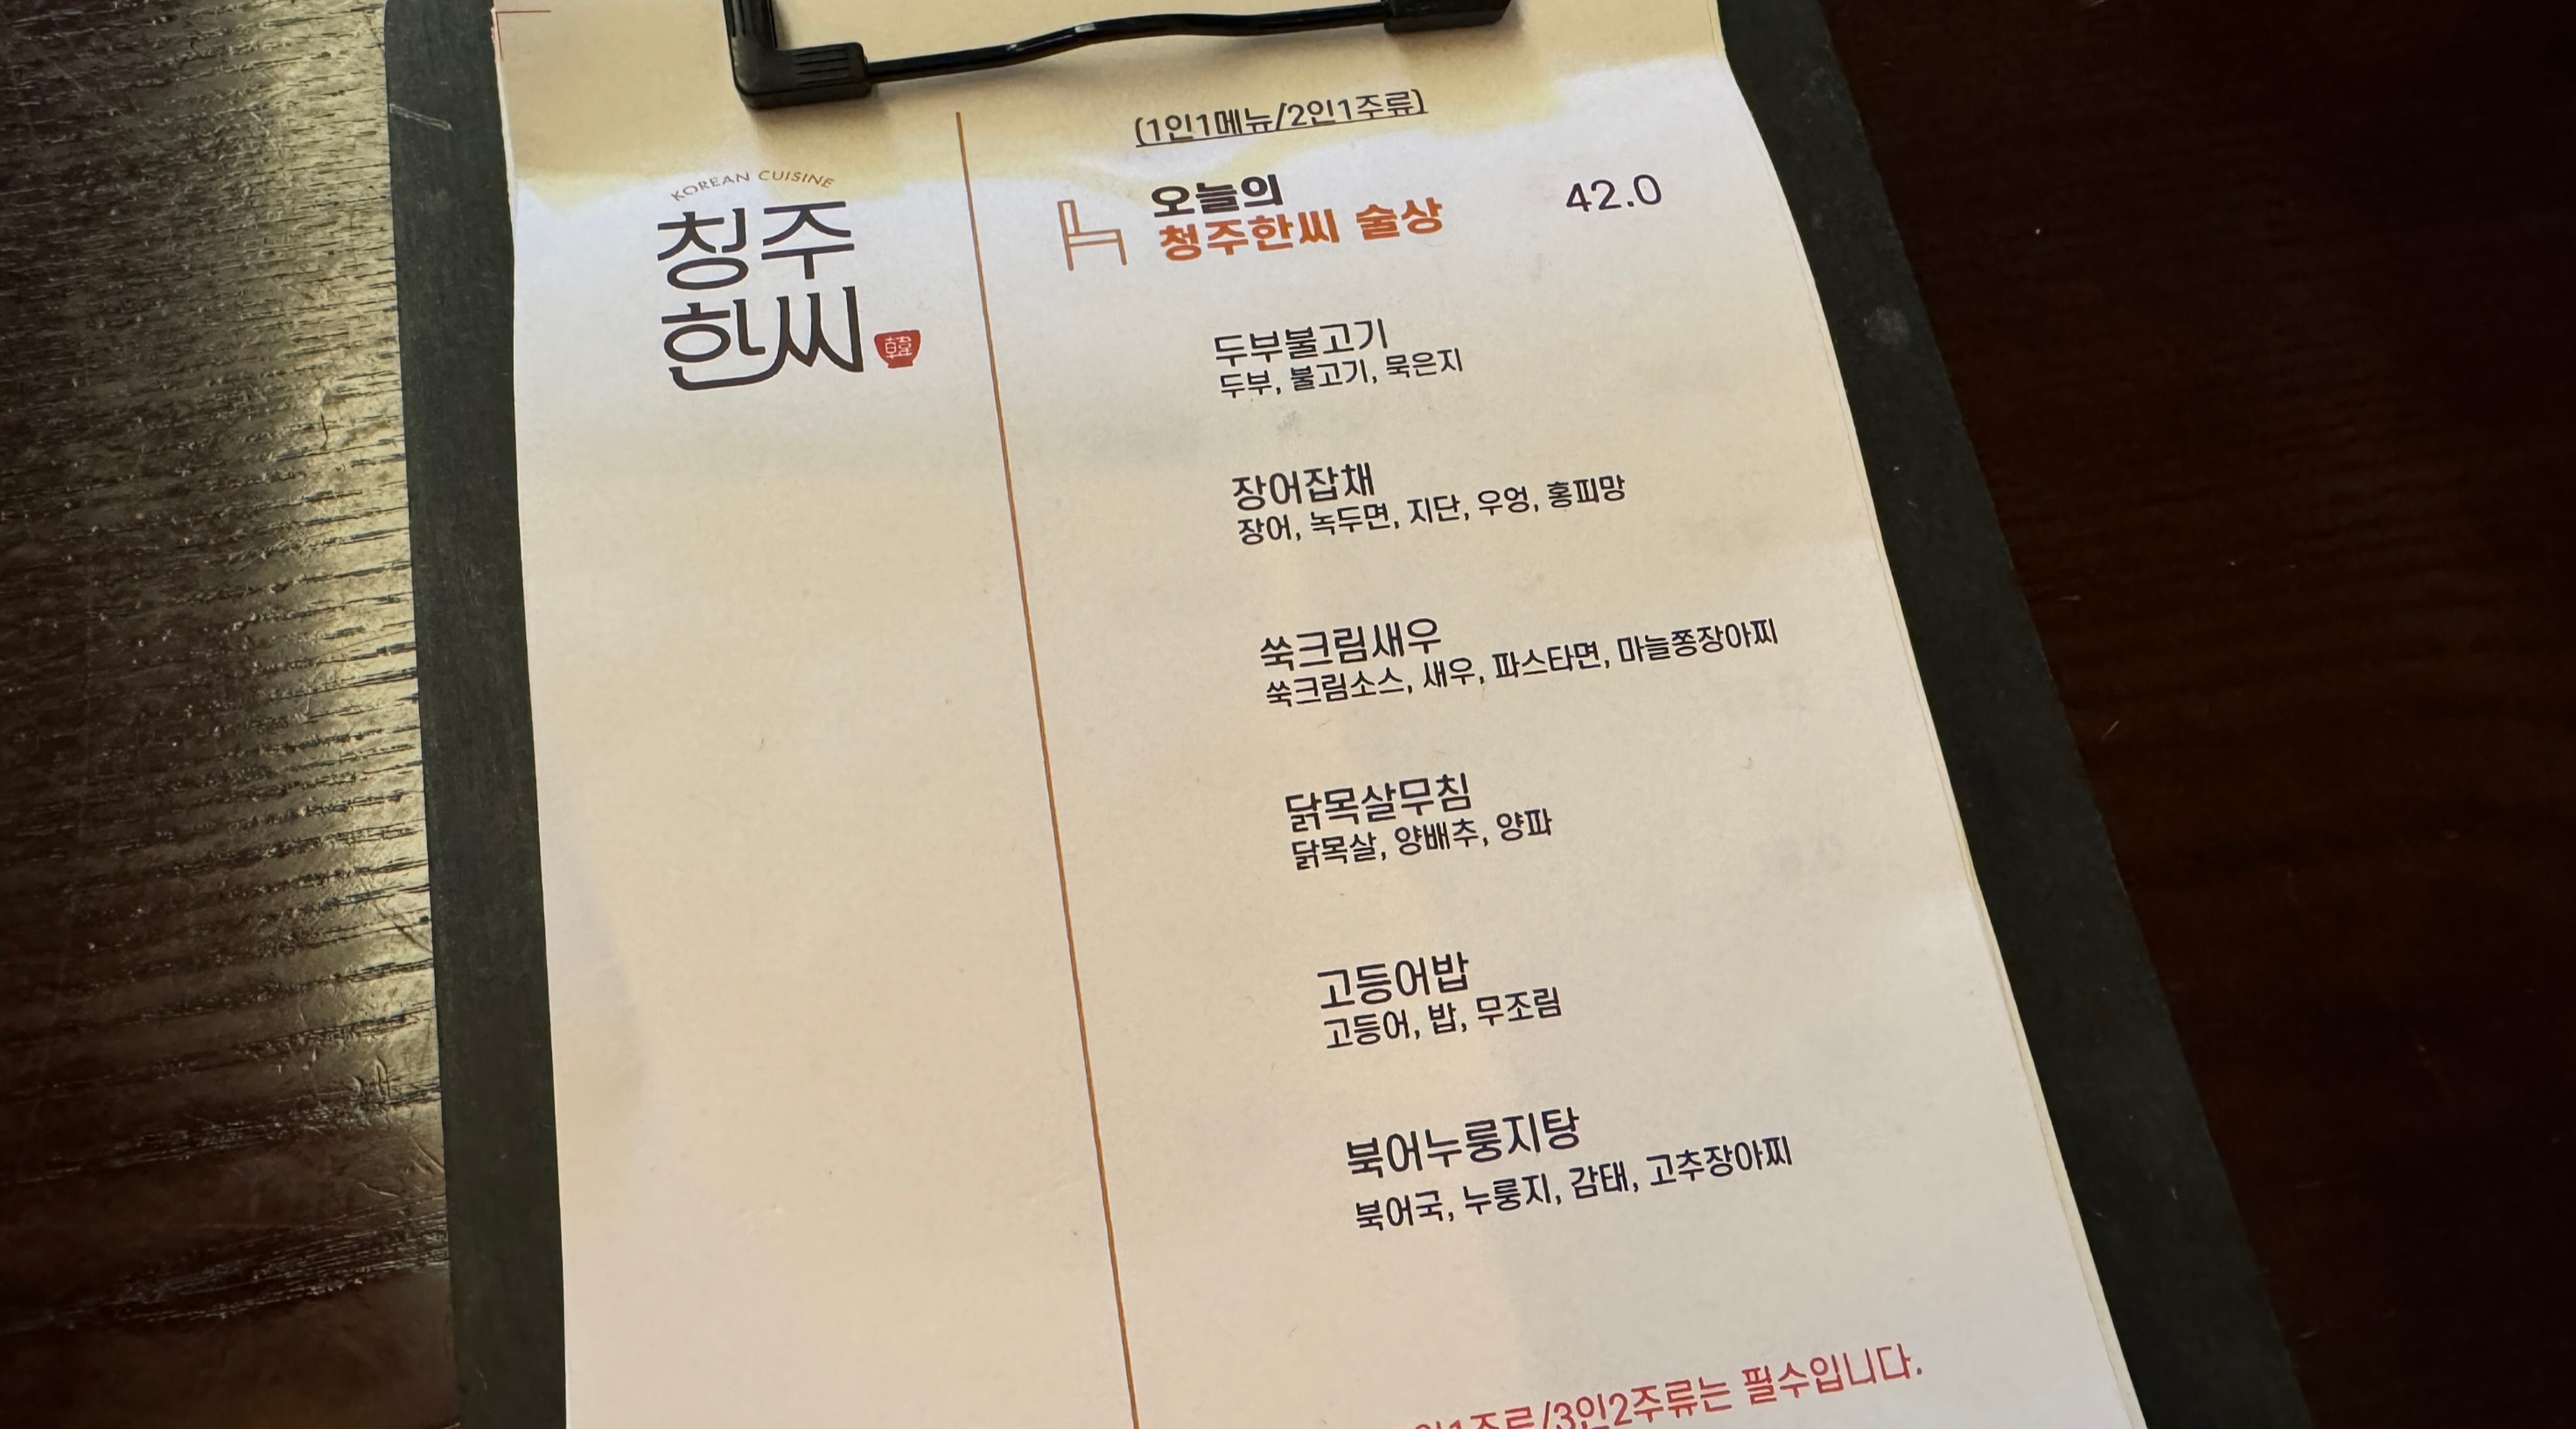 (1인1메뉴/2인1주류)
KOREAN CUISINE
청주
한씨
韓
오늘의
청주한씨 술상
42.0
두부불고기
두부, 불고기, 묵은지
장어잡채
장어, 녹두면, 지단, 우엉, 홍피망
쑥크림새우
쑥크림소스, 새우, 파스타면, 마늘쫑장아찌
닭목살무침
닭목살, 양배추, 양파
고등어밥
고등어, 밥, 무조림
북어누룽지탕
북어국, 누룽지, 감태, 고추장아찌
인1주류/3인2주류는 필수입니다.